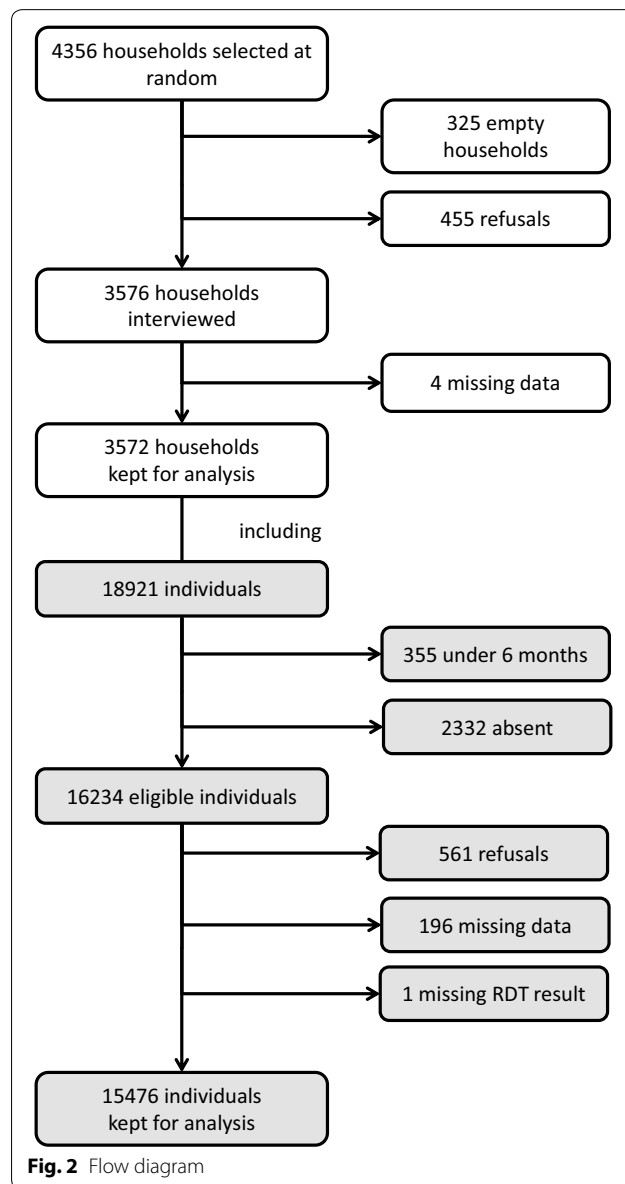 4356 households selected at
random
325 empty
households
455 refusals
3576 households
interviewed
4 missing data
3572 households
kept for analysis
including
18921 individuals
355 under 6 months
2332 absent
16234 eligible individuals
561 refusals
196 missing data
1 missing RDT result
15476 individuals
kept for analysis
Fig. 2 Flow diagram